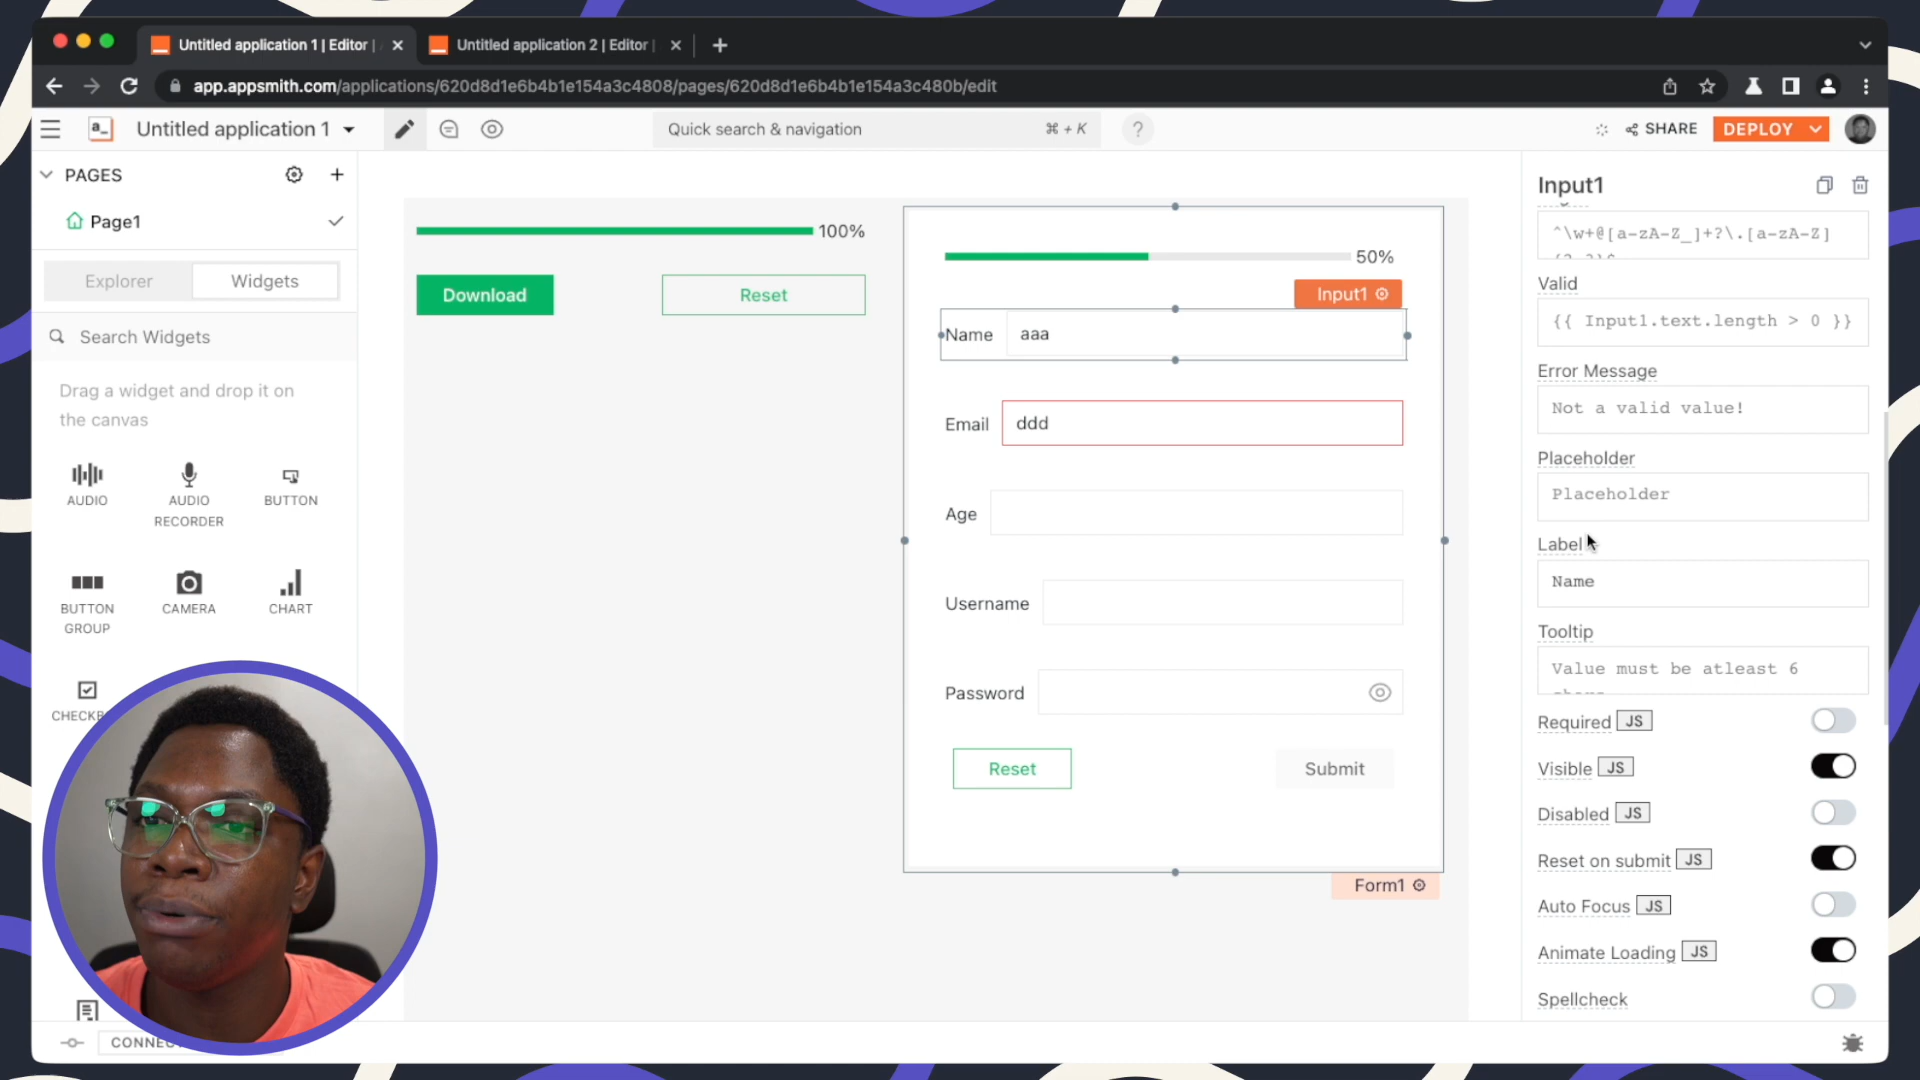 Untitled application 1 | Editor |
Untitled application 2 | Editor |
app.appsmith.com/applications/620d8d1e6b4b1e154a3c4808/pages/620d8d1e6b4b1e154a3c480b/edit
a_
Untitled application 1
Quick search & navigation
⌘ + K
?
SHARE
DEPLOY
PAGES
Page1
Explorer
Widgets
Search Widgets
Drag a widget and drop it on
the canvas
AUDIO
AUDIO
RECORDER
BUTTON
BUTTON
GROUP
CAMERA
CHART
100%
Download
Reset
50%
Input1
Name
aaa
Email
ddd
Age
Username
Password
Reset
Submit
Form1
Input1
^\w+@[a-zA-Z_]+?\.[a-zA-Z]
Valid
{{ Input1.text.length > 0 }}
Error Message
Not a valid value!
Placeholder
Placeholder
Label
Name
Tooltip
Value must be atleast 6
Required JS
Visible JS
Disabled JS
Reset on submit JS
Auto Focus JS
Animate Loading JS
Spellcheck